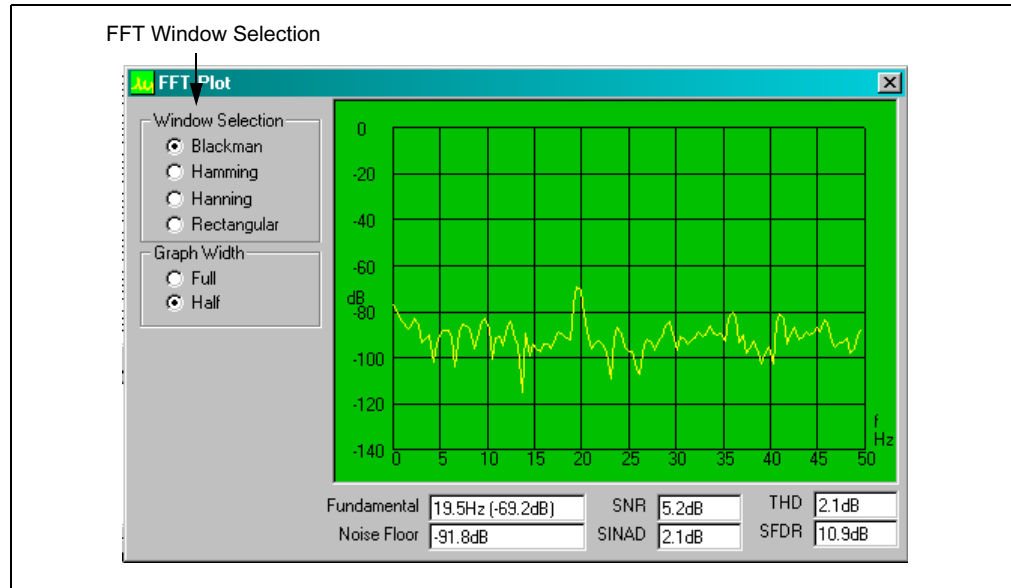 FFT Window Selection
FFT Plot
Window Selection
Blackman
Hamming
Hanning
Rectangular
Graph Width
Full
Half
0
-20
-40
-60
dB
-80
-100
-120
-140
0 5 10 15 20 25 30 35 40 45 50
f
Hz
Fundamental 19.5Hz (-69.2dB) SNR 5.2dB THD 2.1dB
Noise Floor -91.8dB SINAD 2.1dB SFDR 10.9dB